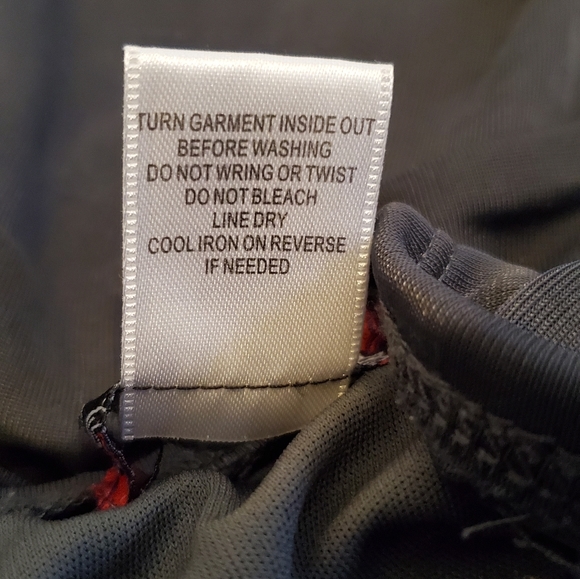 TURN GARMENT INSIDE OUT
BEFORE WASHING
DO NOT WRING OR TWIST
DO NOT BLEACH
LINE DRY
COOL IRON ON REVERSE
IF NEEDED